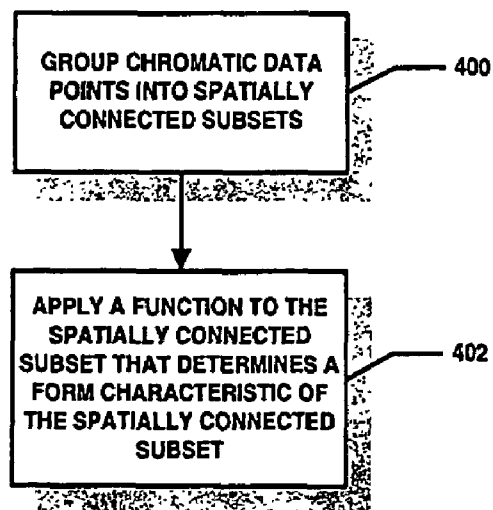 GROUP CHROMATIC DATA
POINTS INTO SPATIALLY
CONNECTED SUBSETS
400
APPLY A FUNCTION TO THE
SPATIALLY CONNECTED
SUBSET THAT DETERMINES A
FORM CHARACTERISTIC OF
THE SPATIALLY CONNECTED
SUBSET
402